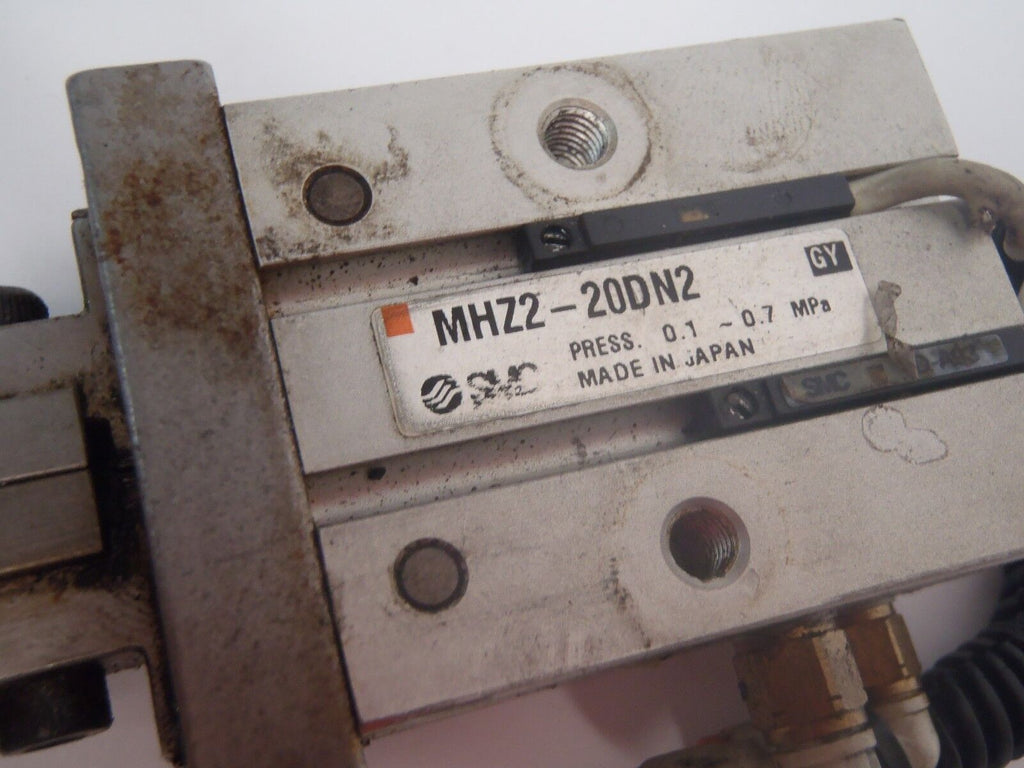 MHZ2-20DN2
GY
PRESS. 0.1 ~ 0.7 MPa
SMC
MADE IN JAPAN
SMC